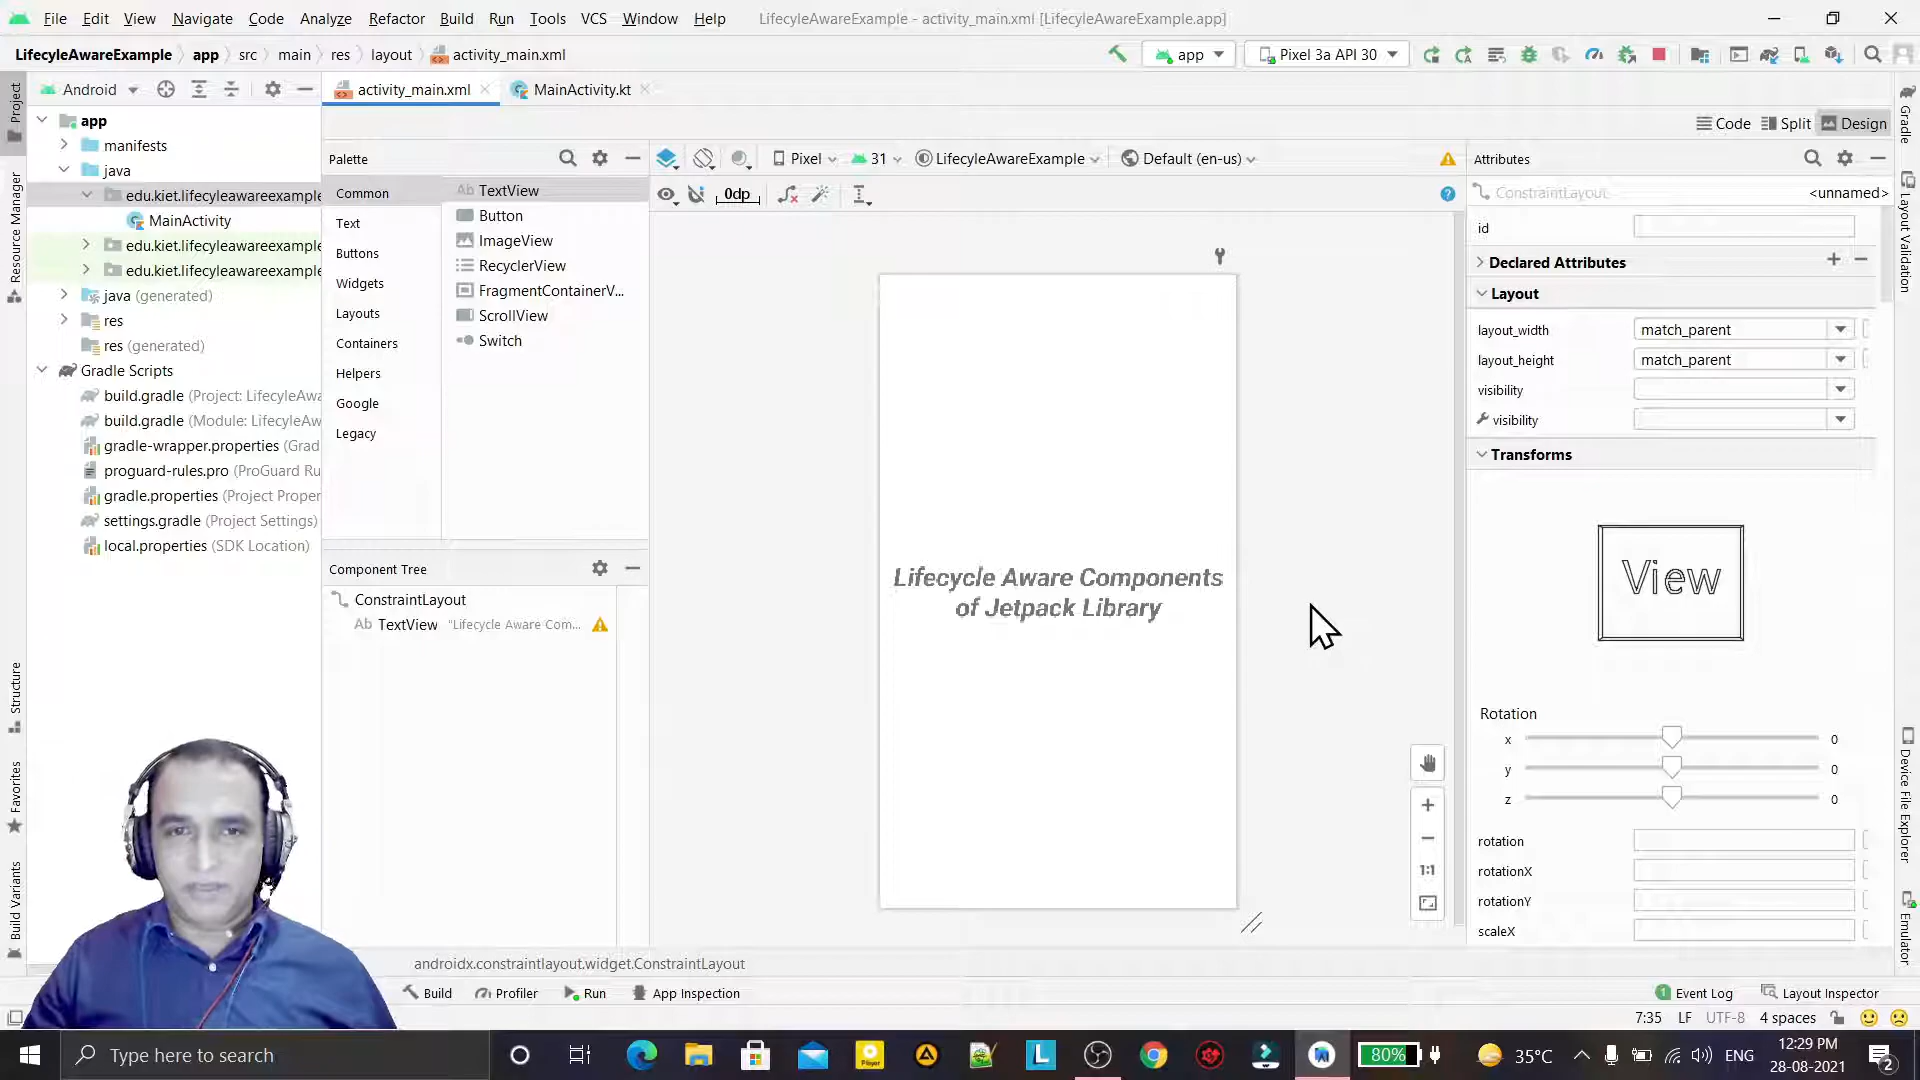 File Edit View Navigate Code Analyze Refactor Build Run Tools VCS Window Help LifecyleAwareExample - activity_main.xml [LifecyleAwareExample.app]
LifecyleAwareExample app src main res layout activity_main.xml app Pixel 3a API 30
Android activity_main.xml MainActivity.kt
Project
Resource Manager
Structure
Favorites
Build Variants
app
manifests
java
edu.kiet.lifecyleawareexample
MainActivity
edu.kiet.lifecyleawareexample
edu.kiet.lifecyleawareexample
java (generated)
res
res (generated)
Gradle Scripts
build.gradle (Project: LifecyleAwa
build.gradle (Module: LifecyleAw
gradle-wrapper.properties (Grad
proguard-rules.pro (ProGuard Ru
gradle.properties (Project Proper
settings.gradle (Project Settings)
local.properties (SDK Location)
Code Split Design
Palette
Common
Text
Buttons
Widgets
Layouts
Containers
Helpers
Google
Legacy
Ab TextView
Button
ImageView
RecyclerView
FragmentContainerV...
ScrollView
Switch
Component Tree
ConstraintLayout
Ab TextView "Lifecycle Aware Com...
Pixel 31 LifecyleAwareExample Default (en-us)
0dp
Lifecycle Aware Components
of Jetpack Library
1:1
Attributes
ConstraintLayout <unnamed>
id
Declared Attributes
Layout
layout_width match_parent
layout_height match_parent
visibility
visibility
Transforms
View
Rotation
x 0
y 0
z 0
rotation
rotationX
rotationY
scaleX
Gradle
Layout Validation
Device File Explorer
Emulator
androidx.constraintlayout.widget.ConstraintLayout
Build Profiler Run App Inspection 1 Event Log Layout Inspector
7:35 LF UTF-8 4 spaces
Type here to search Player L 80% 35°C ENG 12:29 PM
28-08-2021 2